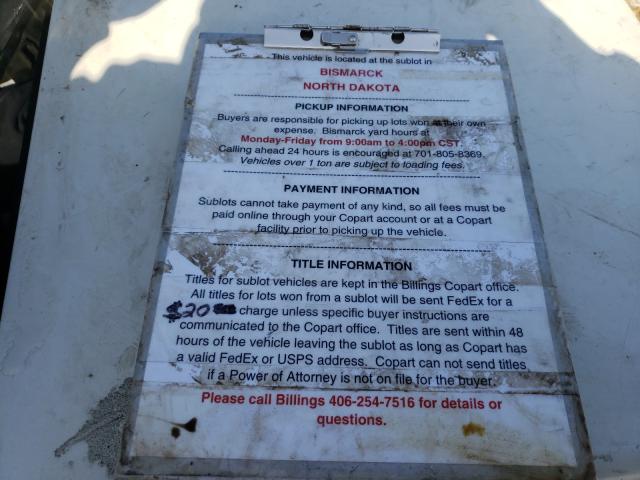 This vehicle is located at the sublot in
BISMARCK
NORTH DAKOTA
PICKUP INFORMATION
Buyers are responsible for picking up lots won at their own
expense. Bismarck yard hours at
Monday-Friday from 9:00am to 4:00pm CST.
Calling ahead 24 hours is encouraged at 701-805-8369.
Vehicles over 1 ton are subject to loading fees.
PAYMENT INFORMATION
Sublots cannot take payment of any kind, so all fees must be
paid online through your Copart account or at a Copart
facility prior to picking up the vehicle.
TITLE INFORMATION
Titles for sublot vehicles are kept in the Billings Copart office.
All titles for lots won from a sublot will be sent FedEx for a
$20 charge unless specific buyer instructions are
communicated to the Copart office. Titles are sent within 48
hours of the vehicle leaving the sublot as long as Copart has
a valid FedEx or USPS address. Copart can not send titles
if a Power of Attorney is not on file for the buyer.
Please call Billings 406-254-7516 for details or
questions.